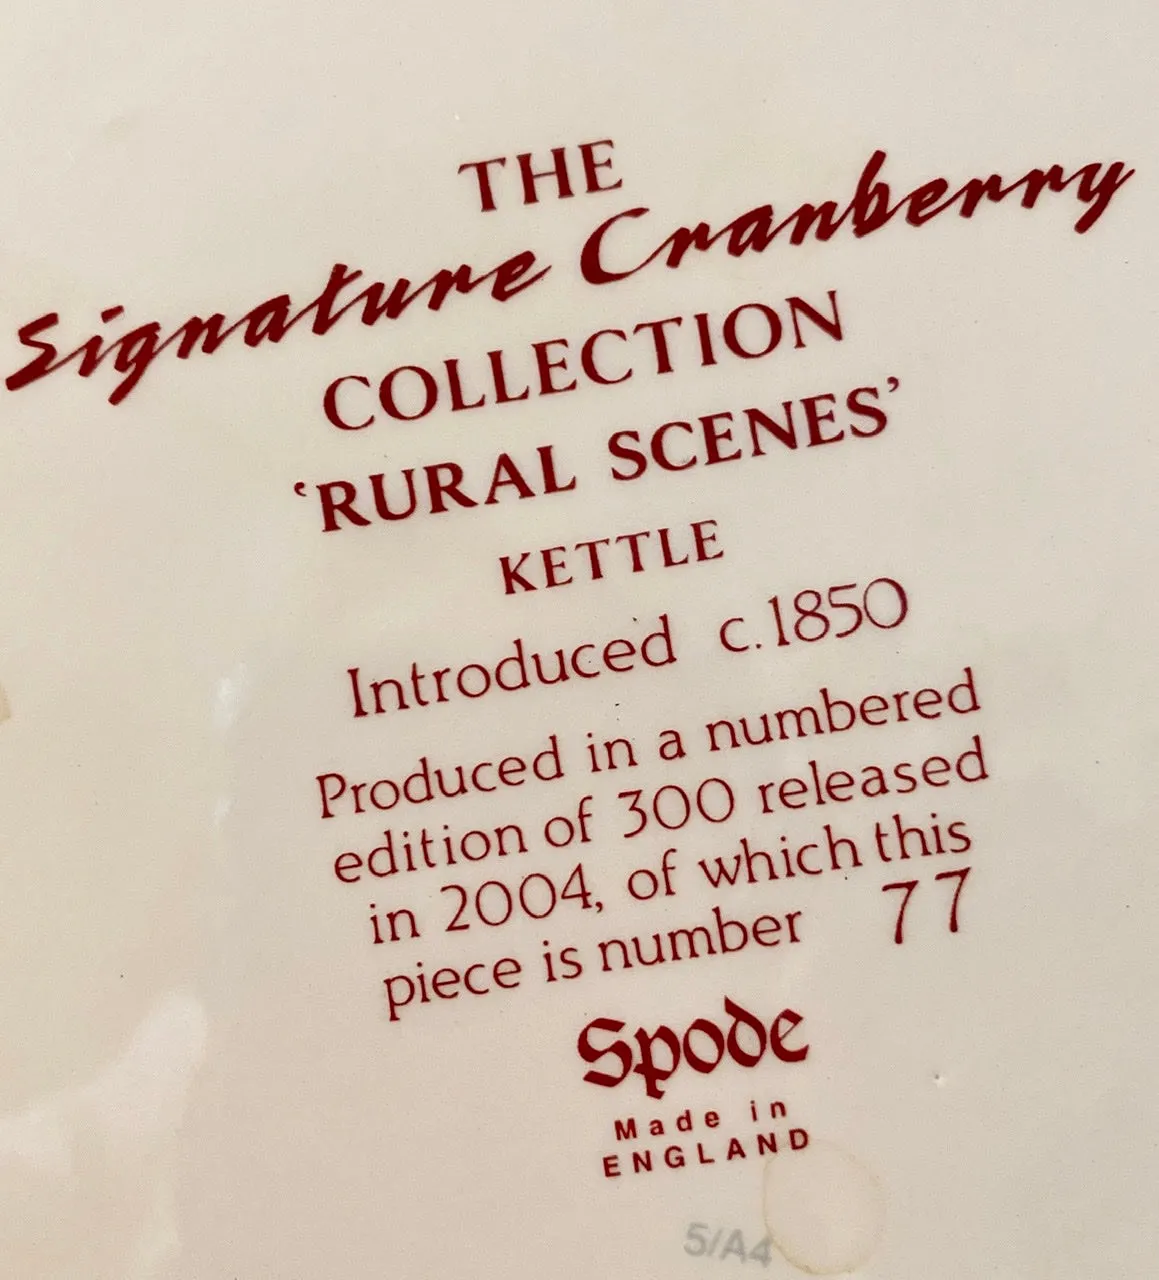 THE
Signature Cranberry
COLLECTION
‘RURAL SCENES’
KETTLE
Introduced c.1850
Produced in a numbered
edition of 300 released
in 2004, of which this
piece is number 77
Spode
Made in
ENGLAND
5/A4